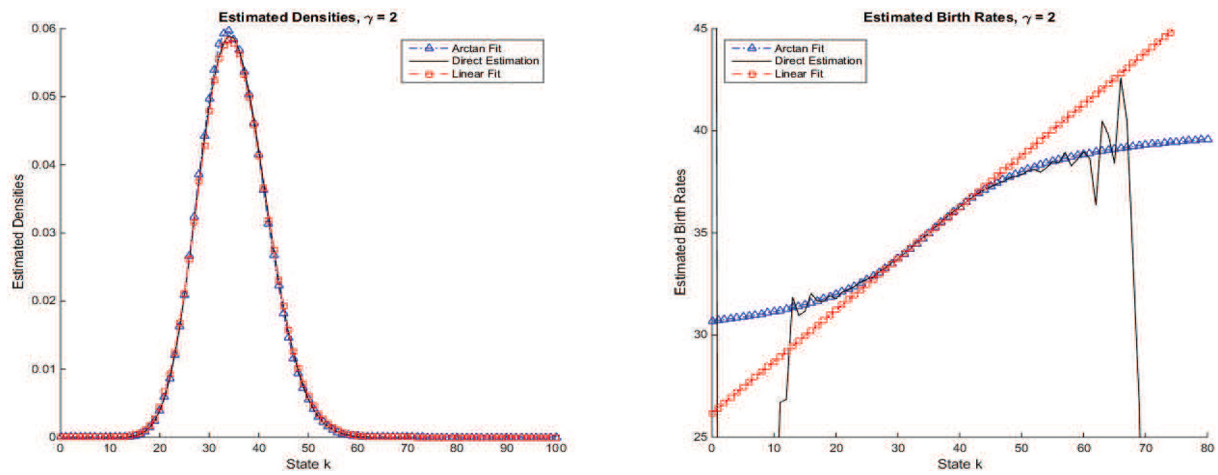 Estimated Densities, γ = 2
0.06
0.05
0.04
0.03
0.02
0.01
0
Estimated Densities
Arctan Fit
Direct Estimation
Linear Fit
0 10 20 30 40 50 60 70 80 90 100
State k
Estimated Birth Rates, γ = 2
45
40
35
30
25
Estimated Birth Rates
Arctan Fit
Direct Estimation
Linear Fit
0 10 20 30 40 50 60 70 80
State k